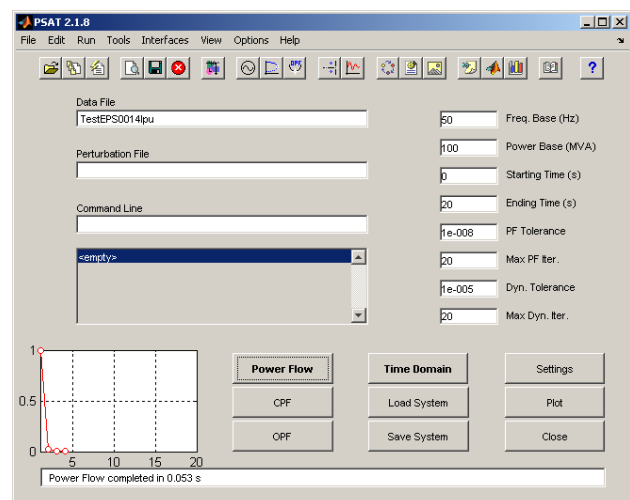 PSAT 2.1.8
File Edit Run Tools Interfaces View Options Help
OPF
?
Data File
TestEPS0014lpu
50 Freq. Base (Hz)
100 Power Base (MVA)
Perturbation File
0 Starting Time (s)
20 Ending Time (s)
Command Line
1e-008 PF Tolerance
<empty>
20 Max PF Iter.
1e-005 Dyn. Tolerance
20 Max Dyn. Iter.
1
0.5
0
5 10 15 20
Power Flow Time Domain Settings
CPF Load System Plot
OPF Save System Close
Power Flow completed in 0.053 s